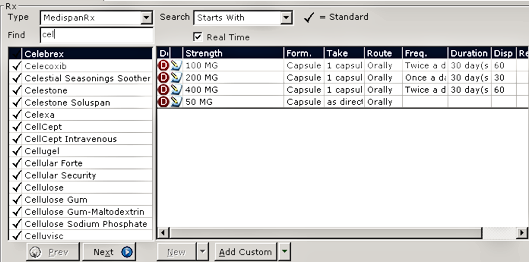 Rx
Type MedispanRx Search Starts With = Standard
Find cel Real Time
Celebrex
Celecoxib
Celestial Seasonings Soother
Celestone
Celestone Soluspan
Celexa
CellCept
CellCept Intravenous
Cellugel
Cellular Forte
Cellular Security
Cellulose
Cellulose Gum
Cellulose Gum-Maltodextrin
Cellulose Sodium Phosphate
Celluvisc
Strength Form. Take Route Freq. Duration Disp Re
D 100 MG Capsule 1 capsul Orally Twice a d 30 day(s 60
D 200 MG Capsule 1 capsul Orally Once a da 30 day(s 30
D 400 MG Capsule 1 capsul Orally Twice a d 30 day(s 60
D 50 MG Capsule as direct Orally
Prev Next New Add Custom